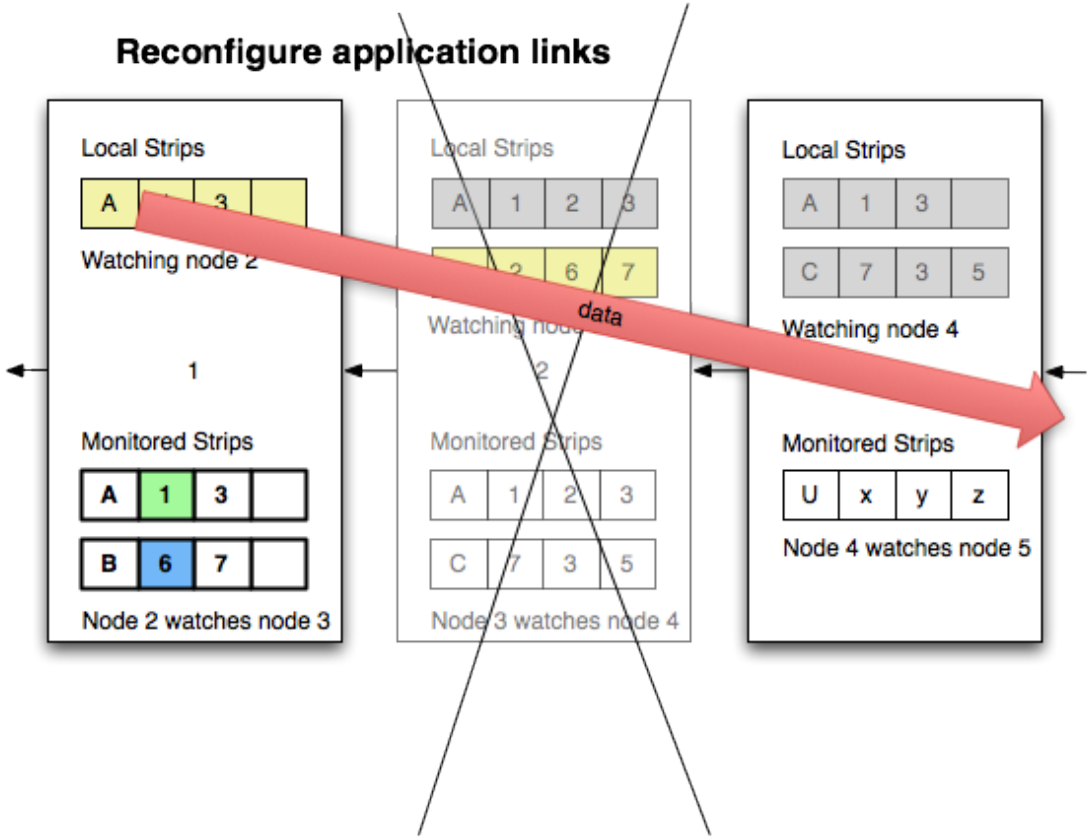 Reconfigure application links
Local Strips
A 3
Watching node 2
1
Monitored Strips
A 1 3
B 6 7
Node 2 watches node 3
Local Strips
A 1 2 3
2 6 7
Watching node
2
Monitored Strips
A 1 2 3
C 7 3 5
Node 3 watches node 4
Local Strips
A 1 3
C 7 3 5
Watching node 4
Monitored Strips
U x y z
Node 4 watches node 5
data